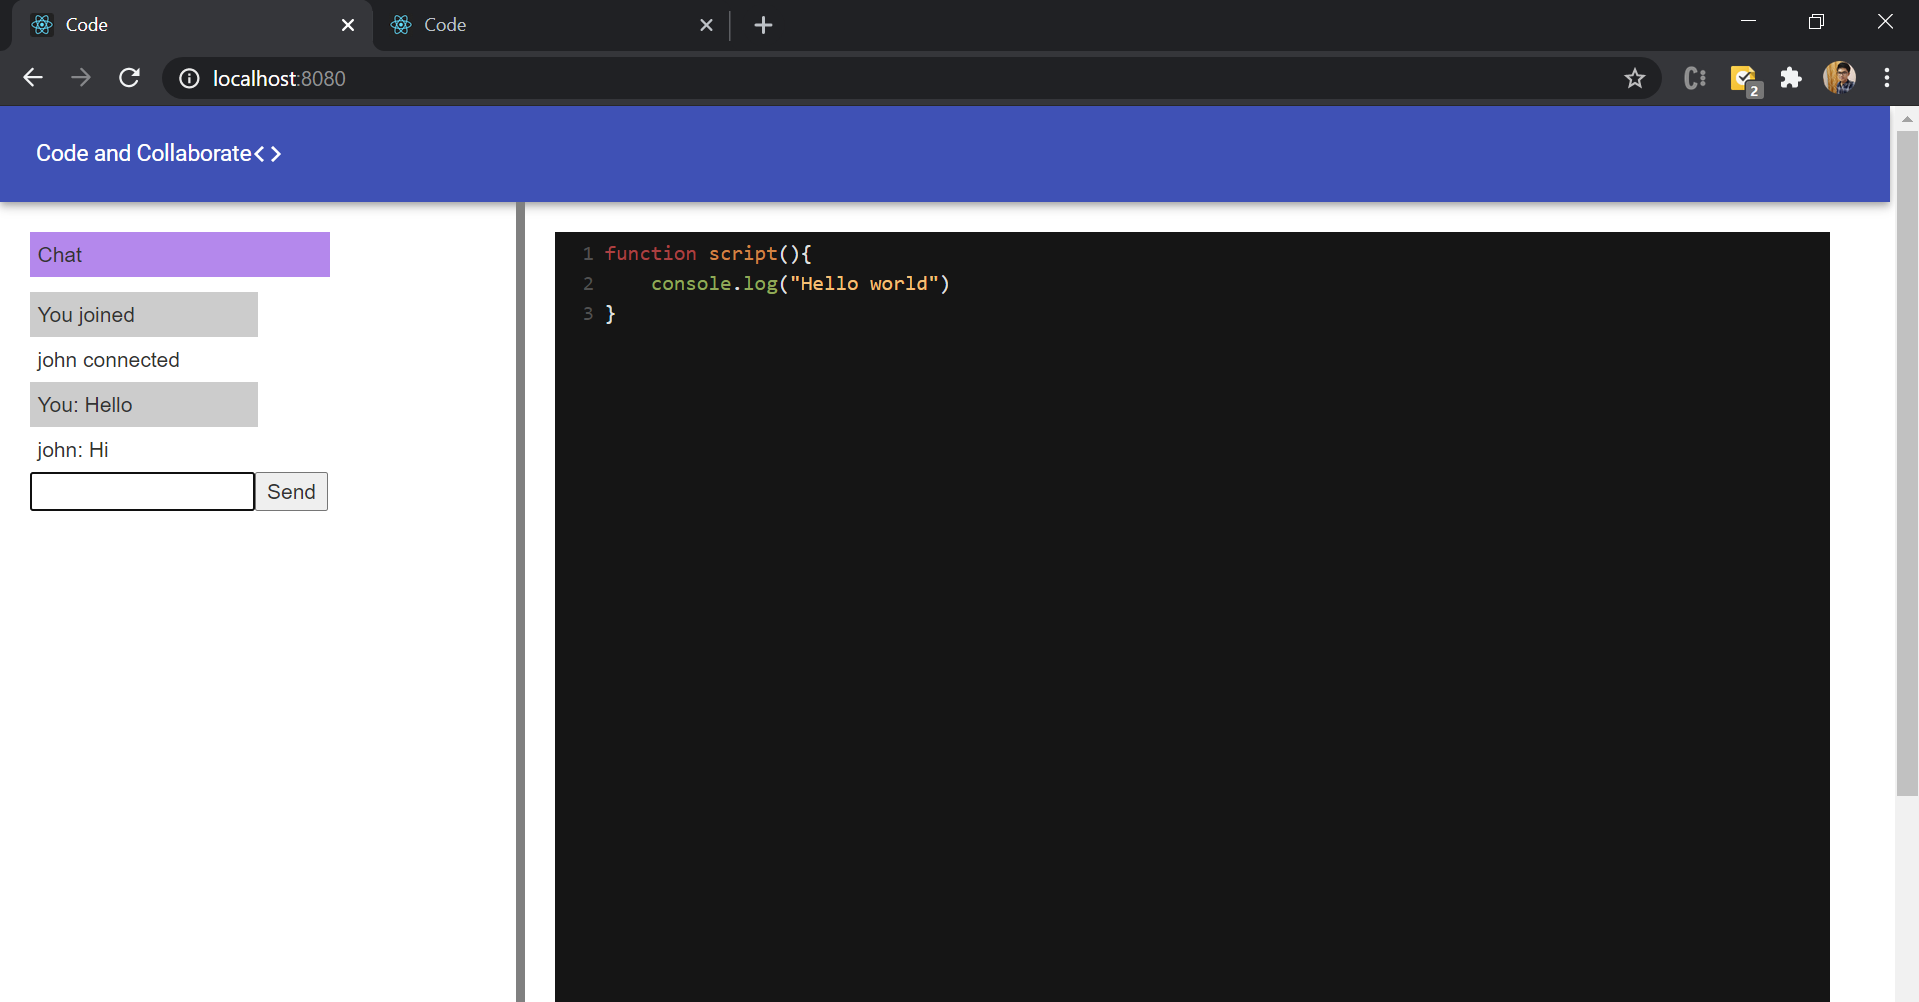 Code
Code
localhost:8080
2
Code and Collaborate<>
Chat
You joined
john connected
You: Hello
john: Hi
Send
1 function script(){
2     console.log("Hello world")
3 }